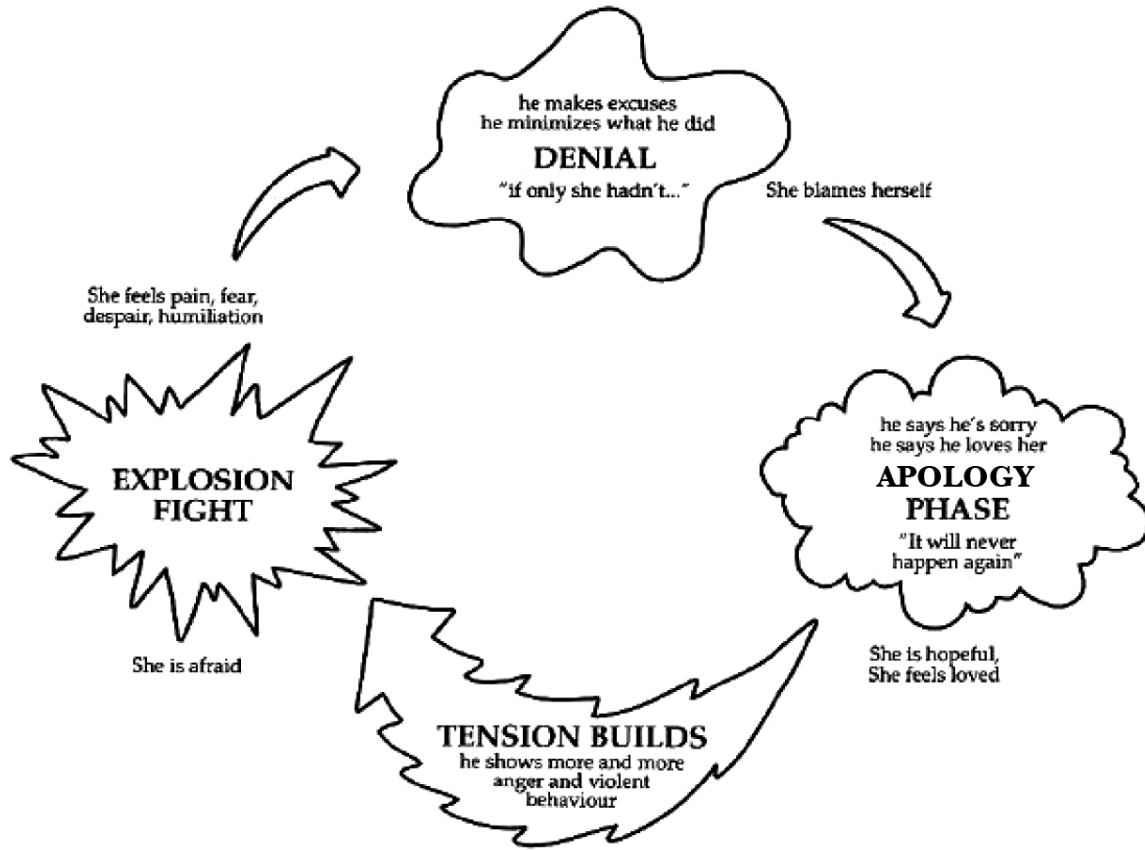 he makes excuses
he minimizes what he did
DENIAL
"if only she hadn't..."
She blames herself
She feels pain, fear,
despair, humiliation
he says he's sorry
he says he loves her
APOLOGY
PHASE
"It will never
happen again"
EXPLOSION
FIGHT
She is afraid
She is hopeful,
She feels loved
TENSION BUILDS
he shows more and more
anger and violent
behaviour